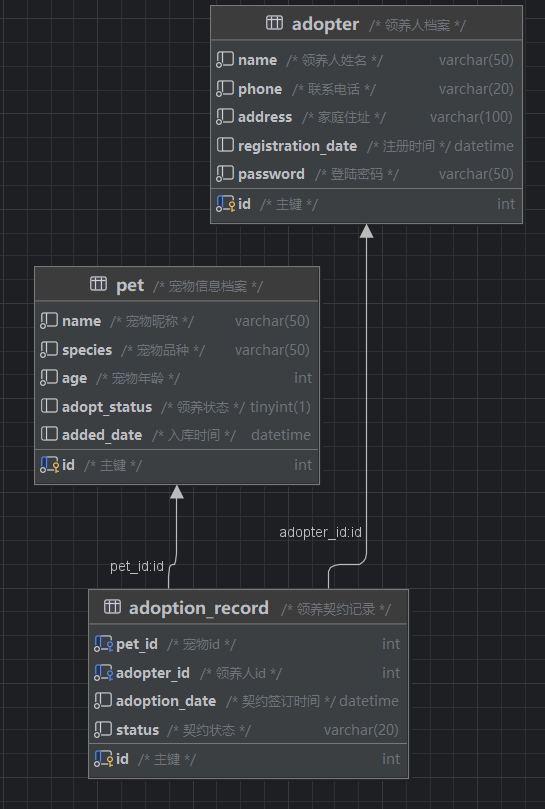 adopter /* 领养人档案 */
name /* 领养人姓名 */ varchar(50)
phone /* 联系电话 */ varchar(20)
address /* 家庭住址 */ varchar(100)
registration_date /* 注册时间 */ datetime
password /* 登陆密码 */ varchar(50)
id /* 主键 */ int
pet /* 宠物信息档案 */
name /* 宠物昵称 */ varchar(50)
species /* 宠物品种 */ varchar(50)
age /* 宠物年龄 */ int
adopt_status /* 领养状态 */ tinyint(1)
added_date /* 入库时间 */ datetime
id /* 主键 */ int
adopter_id:id
pet_id:id
adoption_record /* 领养契约记录 */
pet_id /* 宠物id */ int
adopter_id /* 领养人id */ int
adoption_date /* 契约签订时间 */ datetime
status /* 契约状态 */ varchar(20)
id /* 主键 */ int